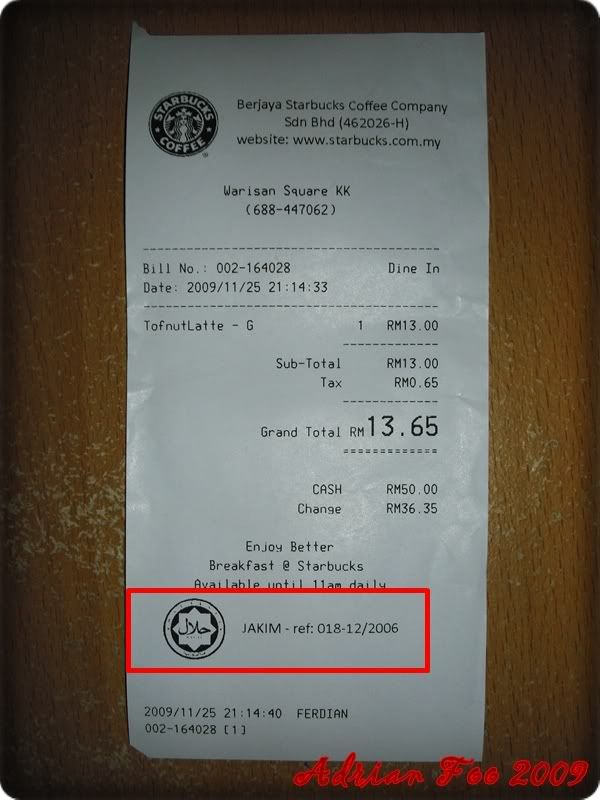 STARBUCKS
COFFEE
Berjaya Starbucks Coffee Company
Sdn Bhd (462026-H)
website: www.starbucks.com.my
Warisan Square KK
(688-447062)
Bill No.: 002-164028 Dine In
Date: 2009/11/25 21:14:33
TofnutLatte - G 1 RM13.00
Sub-Total RM13.00
Tax RM0.65
Grand Total RM13.65
CASH RM50.00
Change RM36.35
Enjoy Better
Breakfast @ Starbucks
Available until 11am daily
حلال
JAKIM - ref: 018-12/2006
2009/11/25 21:14:40 FERDIAN
002-164028 [1]
Adrian Fee 2009